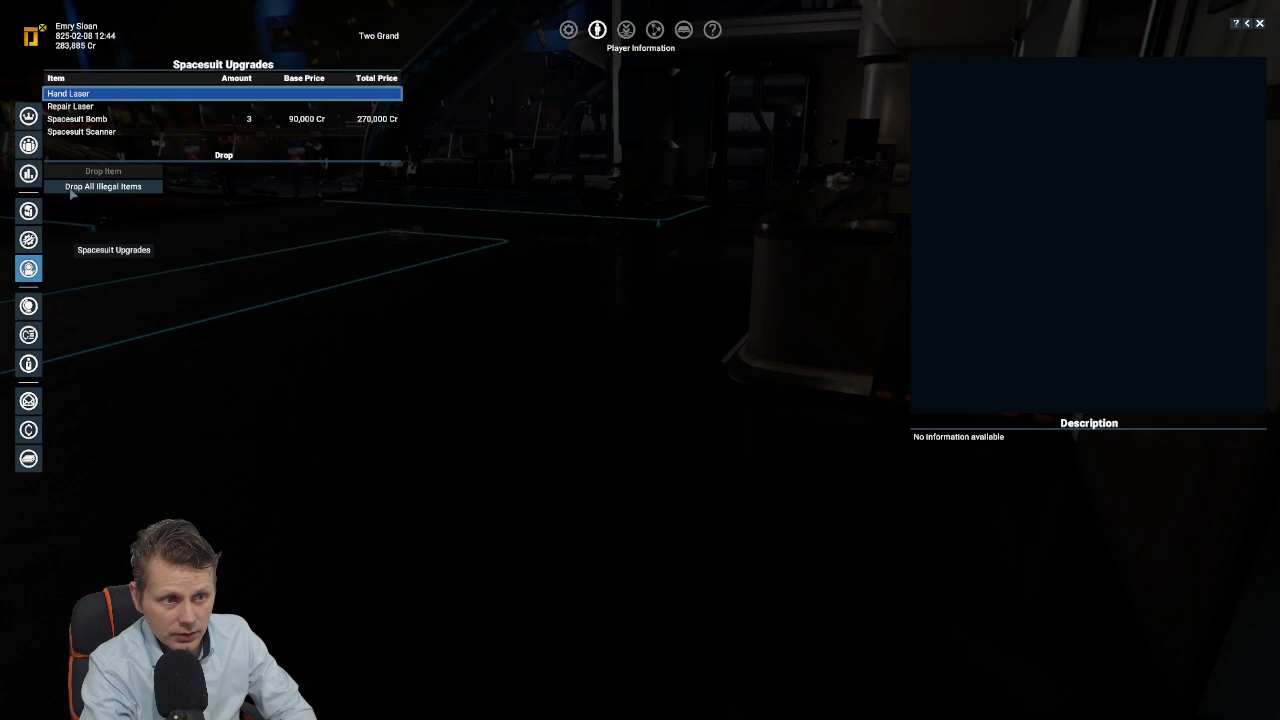 Emry Sloan
825-02-08 12:44
283,885 Cr
Two Grand
Player Information
? < X
Spacesuit Upgrades
Item Amount Base Price Total Price
Hand Laser
Repair Laser
Spacesuit Bomb 3 90,000 Cr 270,000 Cr
Spacesuit Scanner
Drop
Drop Item
Drop All Illegal Items
Spacesuit Upgrades
Description
No information available